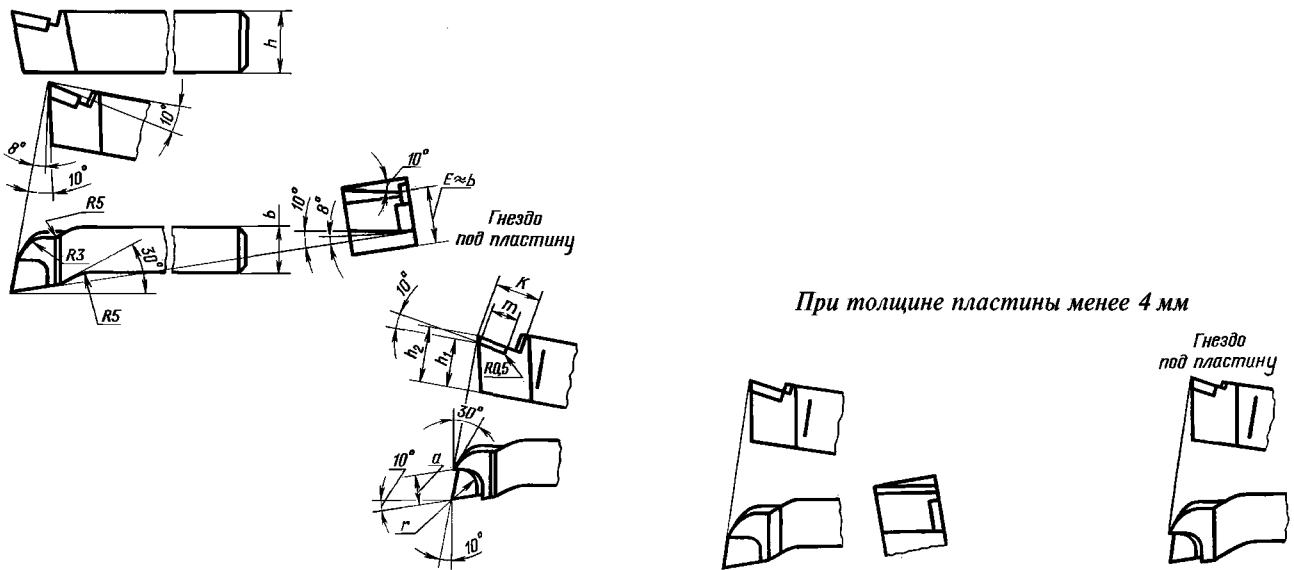 h
10°
8°
10°
R5
R3
30°
b
R5
10°
E≈b
10°
8°
Гнездо
под пластину
10°
K
m
h₂
h₁
R0,5
30°
10°
a
r
10°
При толщине пластины менее 4 мм
Гнездо
под пластину